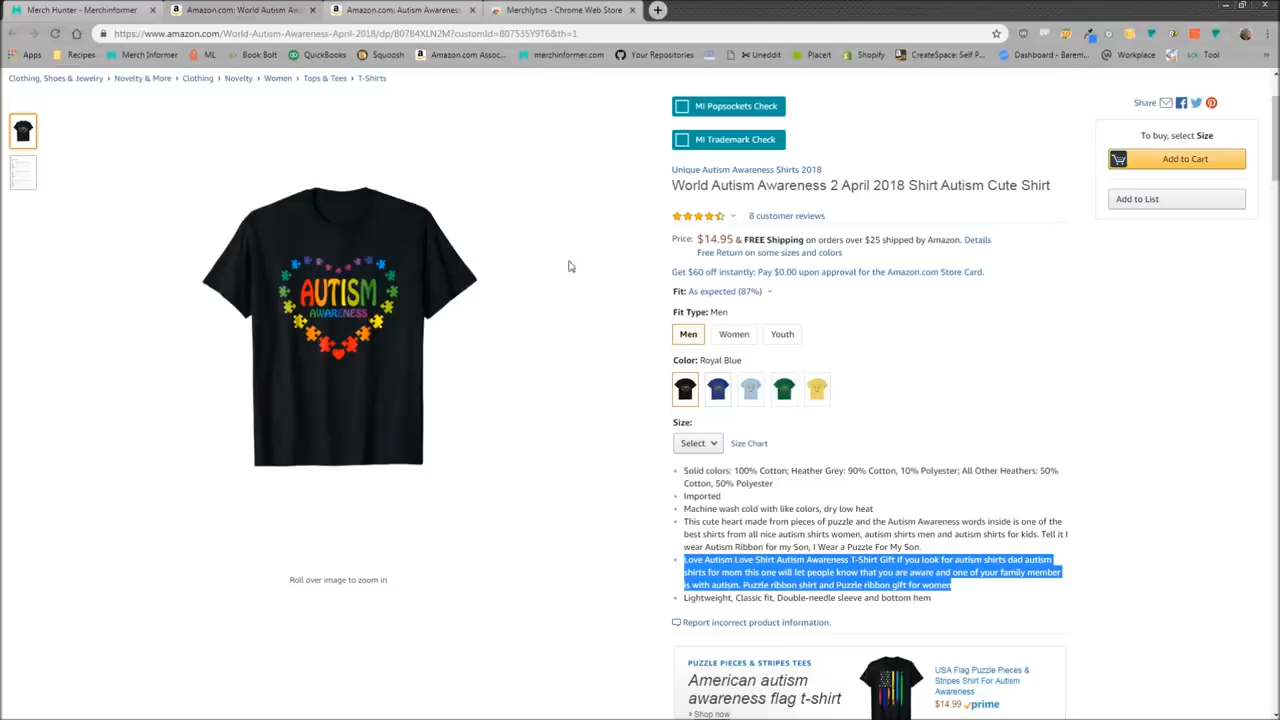 Merch Hunter - Merchinformer
Amazon.com: World Autism Aw
Amazon.com: Autism Awareness
Merchlytics - Chrome Web Store
https://www.amazon.com/World-Autism-Awareness-April-2018/dp/B0784XLN2M?customId=B07535Y9T6&th=1
Apps Recipes Merch Informer ML Book Bolt QuickBooks Squoosh Amazon.com Assoc... merchinformer.com Your Repositories Uneddit Placeit Shopify CreateSpace: Self P... Dashboard - Barem... Workplace Tool »
Clothing, Shoes & Jewelry › Novelty & More › Clothing › Novelty › Women › Tops & Tees › T-Shirts
MI Popsockets Check
Share
MI Trademark Check
To buy, select Size
Add to Cart
Add to List
Unique Autism Awareness Shirts 2018
World Autism Awareness 2 April 2018 Shirt Autism Cute Shirt
8 customer reviews
Price: $14.95 & FREE Shipping on orders over $25 shipped by Amazon. Details
Free Return on some sizes and colors
Get $60 off instantly: Pay $0.00 upon approval for the Amazon.com Store Card.
Fit: As expected (87%)
Fit Type: Men
Men Women Youth
Color: Royal Blue
Size:
Select Size Chart
AUTISM
AWARENESS
Roll over image to zoom in
Solid colors: 100% Cotton; Heather Grey: 90% Cotton, 10% Polyester; All Other Heathers: 50%
Cotton, 50% Polyester
Imported
Machine wash cold with like colors, dry low heat
This cute heart made from pieces of puzzle and the Autism Awareness words inside is one of the
best shirts from all nice autism shirts women, autism shirts men and autism shirts for kids. Tell it I
wear Autism Ribbon for my Son, I Wear a Puzzle For My Son.
Love Autism Love Shirt Autism Awareness T-Shirt Gift If you look for autism shirts dad autism
shirts for mom this one will let people know that you are aware and one of your family member
is with autism. Puzzle ribbon shirt and Puzzle ribbon gift for women
Lightweight, Classic fit, Double-needle sleeve and bottom hem
Report incorrect product information.
PUZZLE PIECES & STRIPES TEES
American autism
awareness flag t-shirt
› Shop now
USA Flag Puzzle Pieces &
Stripes Shirt For Autism
Awareness
$14.99 prime